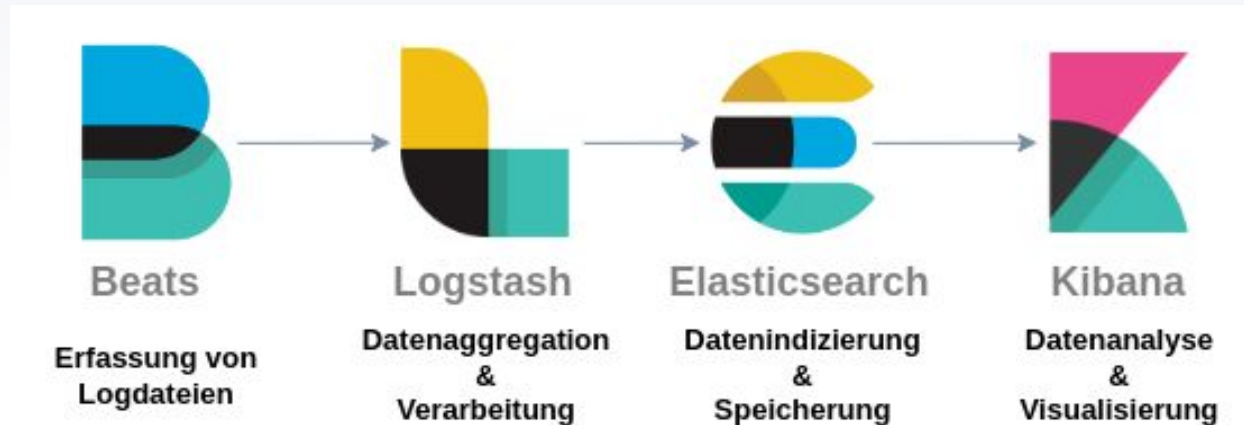 Beats
Logstash
Elasticsearch
Kibana
Erfassung von
Logdateien
Datenaggregation
&
Verarbeitung
Datenindizierung
&
Speicherung
Datenanalyse
&
Visualisierung